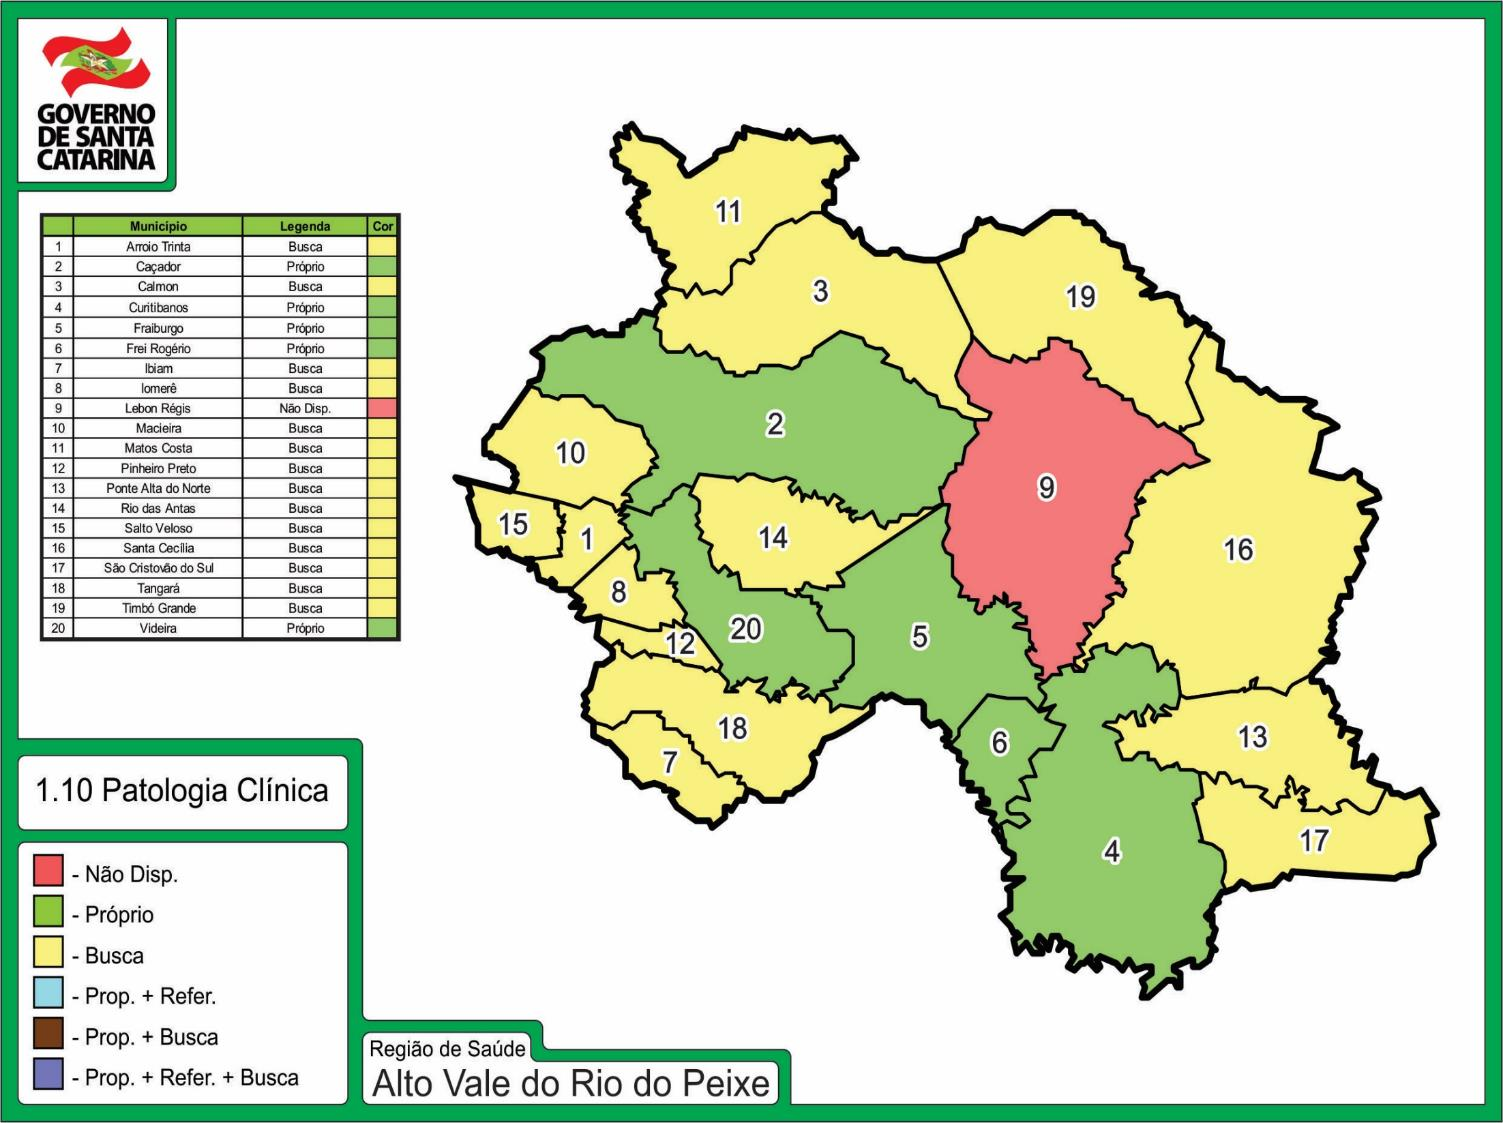 GOVERNO
DE SANTA
CATARINA
Município Legenda Cor
1 Arroio Trinta Busca
2 Caçador Próprio
3 Calmon Busca
4 Curitibanos Próprio
5 Fraiburgo Próprio
6 Frei Rogério Próprio
7 Ibiam Busca
8 Iomerê Busca
9 Lebon Régis Não Disp.
10 Macieira Busca
11 Matos Costa Busca
12 Pinheiro Preto Busca
13 Ponte Alta do Norte Busca
14 Rio das Antas Busca
15 Salto Veloso Busca
16 Santa Cecília Busca
17 São Cristovão do Sul Busca
18 Tangará Busca
19 Timbó Grande Busca
20 Videira Próprio
11
3
19
2
10
9
15
1
14
16
8
20
12
5
18
7
6
13
4
17
1.10 Patologia Clínica
- Não Disp.
- Próprio
- Busca
- Prop. + Refer.
- Prop. + Busca
- Prop. + Refer. + Busca
Região de Saúde
Alto Vale do Rio do Peixe